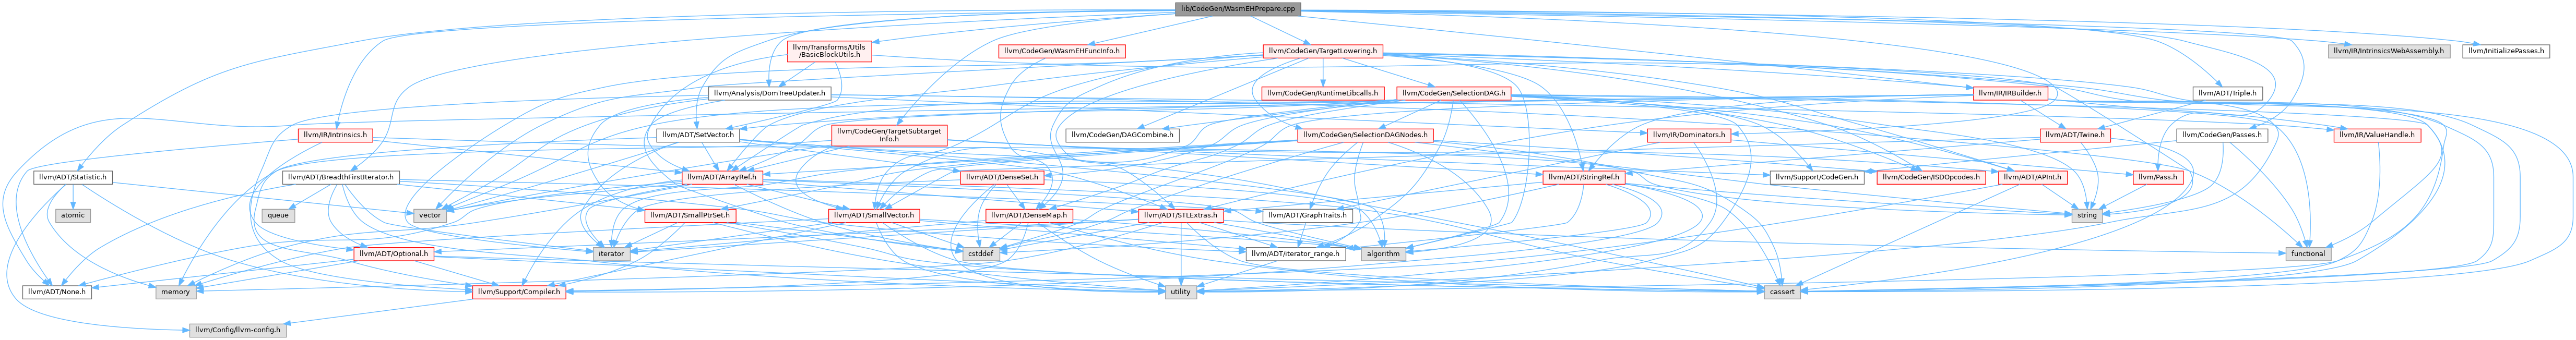 lib/CodeGen/WasmEHPrepare.cpp
llvm/Transforms/Utils
/BasicBlockUtils.h
llvm/CodeGen/WasmEHFuncInfo.h
llvm/CodeGen/TargetLowering.h
llvm/IR/IntrinsicsWebAssembly.h
llvm/InitializePasses.h
llvm/Analysis/DomTreeUpdater.h
llvm/CodeGen/RuntimeLibcalls.h
llvm/CodeGen/SelectionDAG.h
llvm/IR/IRBuilder.h
llvm/ADT/Triple.h
llvm/IR/Intrinsics.h
llvm/ADT/SetVector.h
llvm/CodeGen/TargetSubtarget
Info.h
llvm/CodeGen/DAGCombine.h
llvm/CodeGen/SelectionDAGNodes.h
llvm/IR/Dominators.h
llvm/ADT/Twine.h
llvm/CodeGen/Passes.h
llvm/IR/ValueHandle.h
llvm/ADT/Statistic.h
llvm/ADT/BreadthFirstIterator.h
llvm/ADT/ArrayRef.h
llvm/ADT/DenseSet.h
llvm/ADT/StringRef.h
llvm/Support/CodeGen.h
llvm/CodeGen/ISDOpcodes.h
llvm/ADT/APInt.h
llvm/Pass.h
atomic
queue
vector
llvm/ADT/SmallPtrSet.h
llvm/ADT/SmallVector.h
llvm/ADT/DenseMap.h
llvm/ADT/STLExtras.h
llvm/ADT/GraphTraits.h
string
llvm/ADT/Optional.h
iterator
cstddef
llvm/ADT/iterator_range.h
algorithm
functional
llvm/ADT/None.h
memory
llvm/Support/Compiler.h
utility
cassert
llvm/Config/llvm-config.h